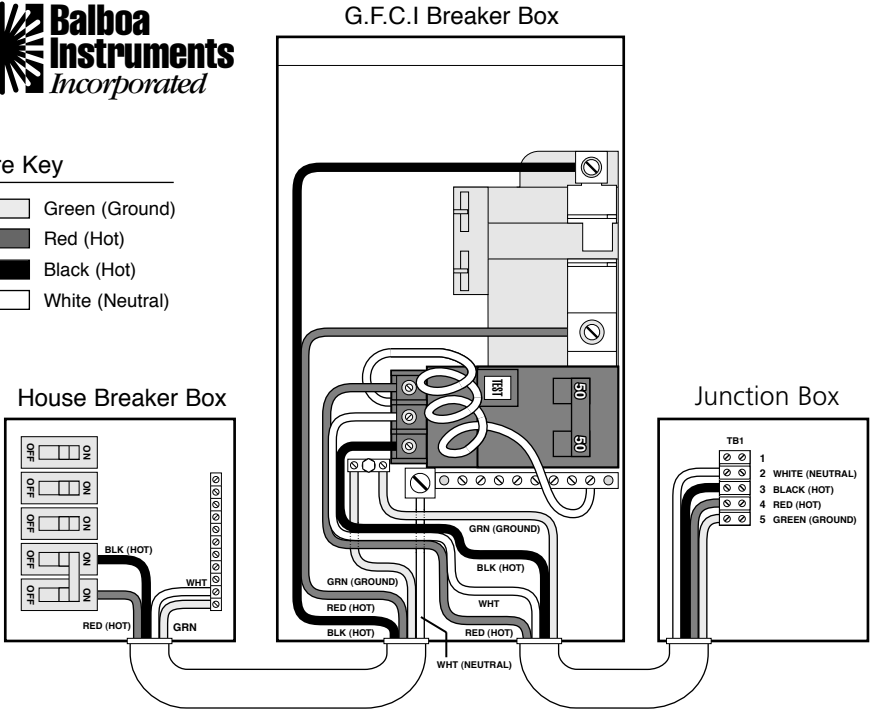 G.F.C.I Breaker Box
Balboa
Instruments
Incorporated
re Key
Green (Ground)
Red (Hot)
Black (Hot)
White (Neutral)
House Breaker Box
OFF ON
OFF ON
OFF ON
OFF ON
OFF ON
BLK (HOT)
WHT
RED (HOT)
GRN
TEST
50
50
GRN (GROUND)
BLK (HOT)
GRN (GROUND)
WHT
RED (HOT)
BLK (HOT)
RED (HOT)
WHT (NEUTRAL)
Junction Box
TB1
1
2 WHITE (NEUTRAL)
3 BLACK (HOT)
4 RED (HOT)
5 GREEN (GROUND)